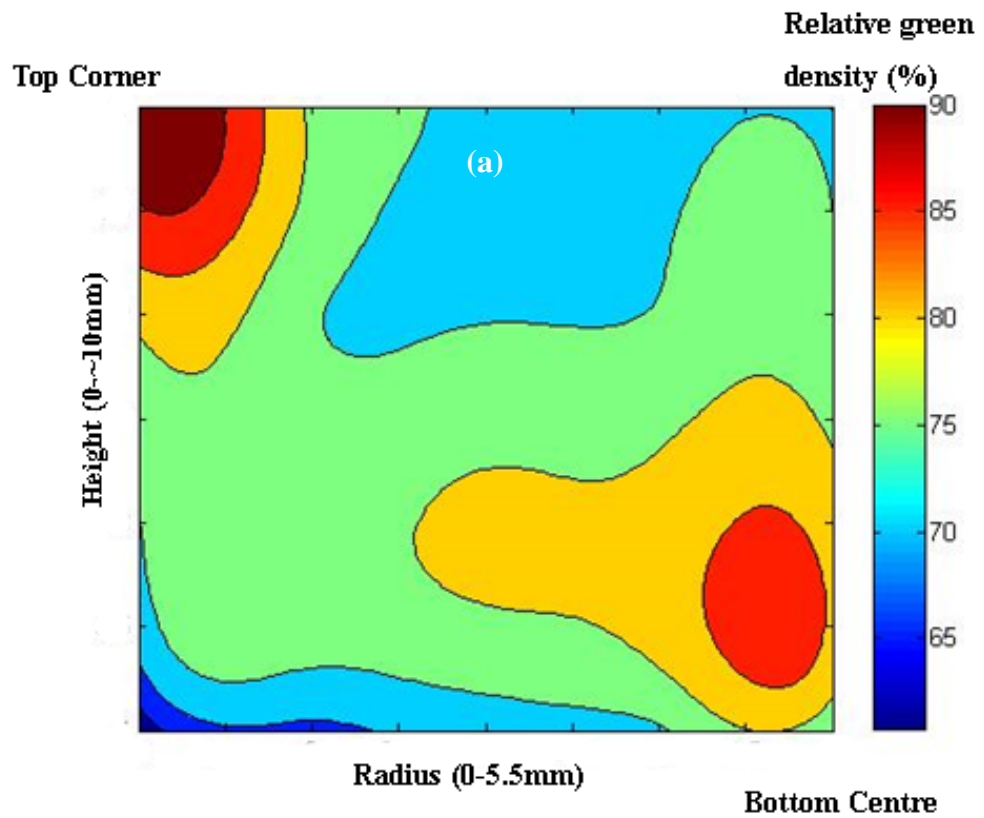 Relative green
density (%)
Top Corner
90
(a)
85
80
75
70
65
Height (0~~10mm)
Radius (0-5.5mm)
Bottom Centre